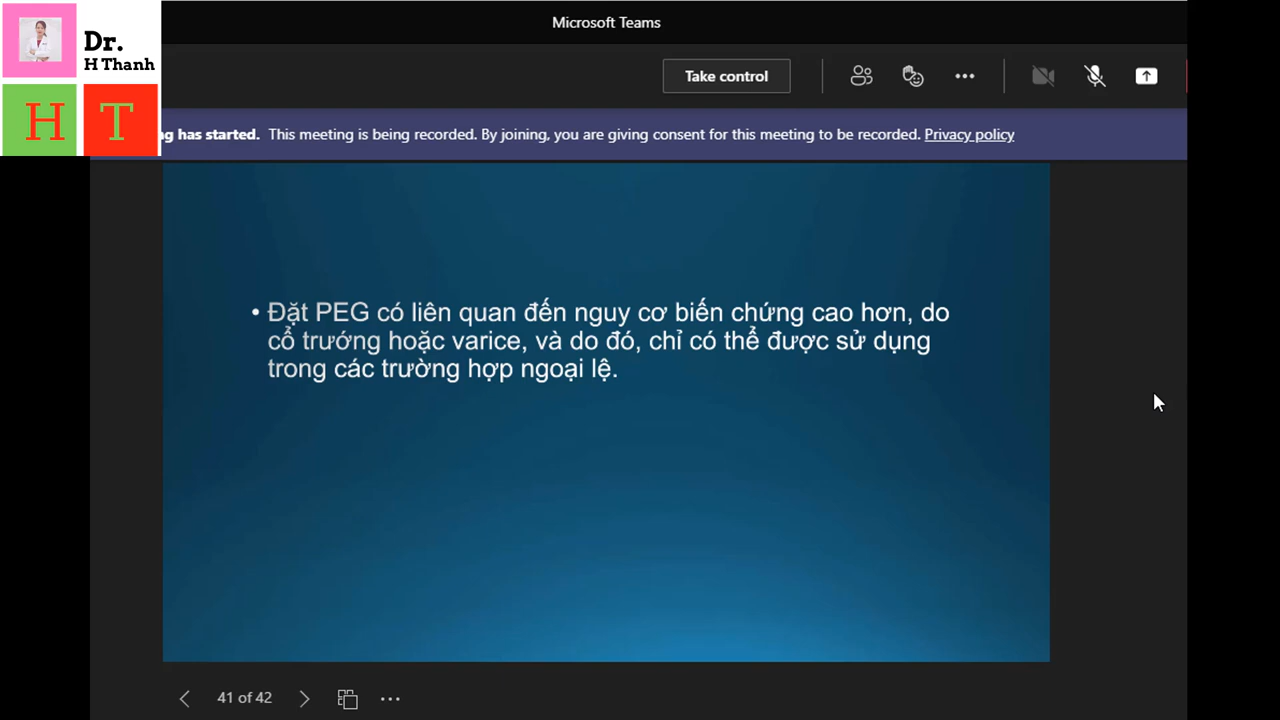 Microsoft Teams
Dr.
H Thanh
H T
Take control
ng has started. This meeting is being recorded. By joining, you are giving consent for this meeting to be recorded. Privacy policy
• Đặt PEG có liên quan đến nguy cơ biến chứng cao hơn, do
cổ trướng hoặc varice, và do đó, chỉ có thể được sử dụng
trong các trường hợp ngoại lệ.
41 of 42